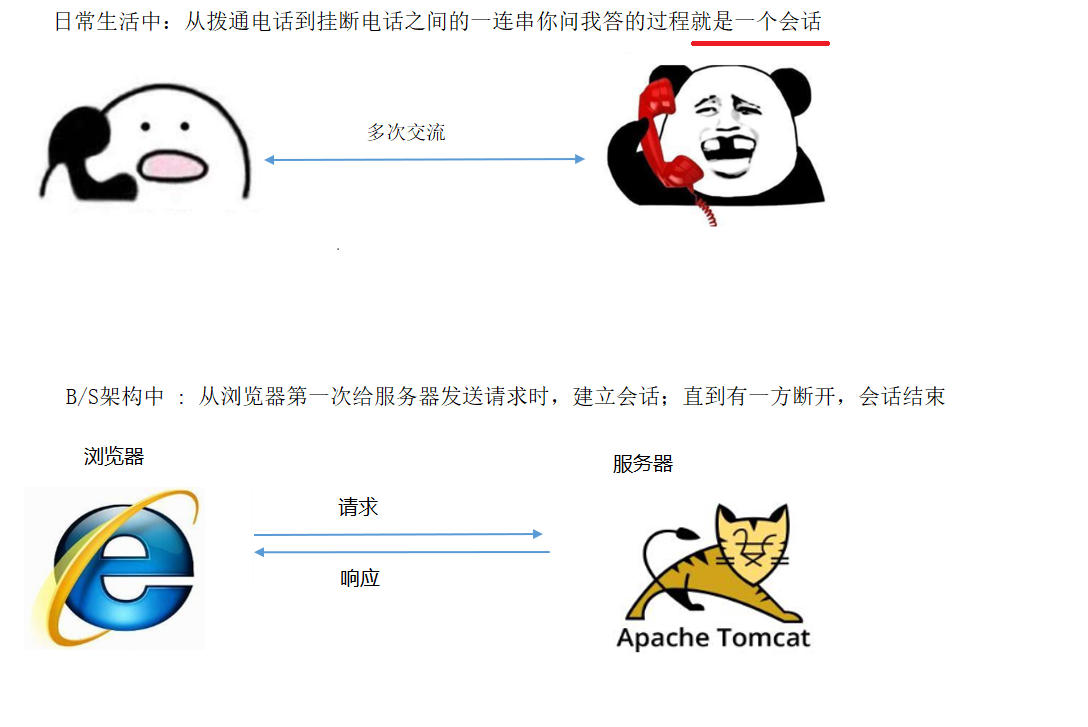 日常生活中：从拨通电话到挂断电话之间的一连串你问我答的过程就是一个会话
多次交流
B/S架构中 : 从浏览器第一次给服务器发送请求时，建立会话；直到有一方断开，会话结束
浏览器
服务器
请求
响应
Apache Tomcat